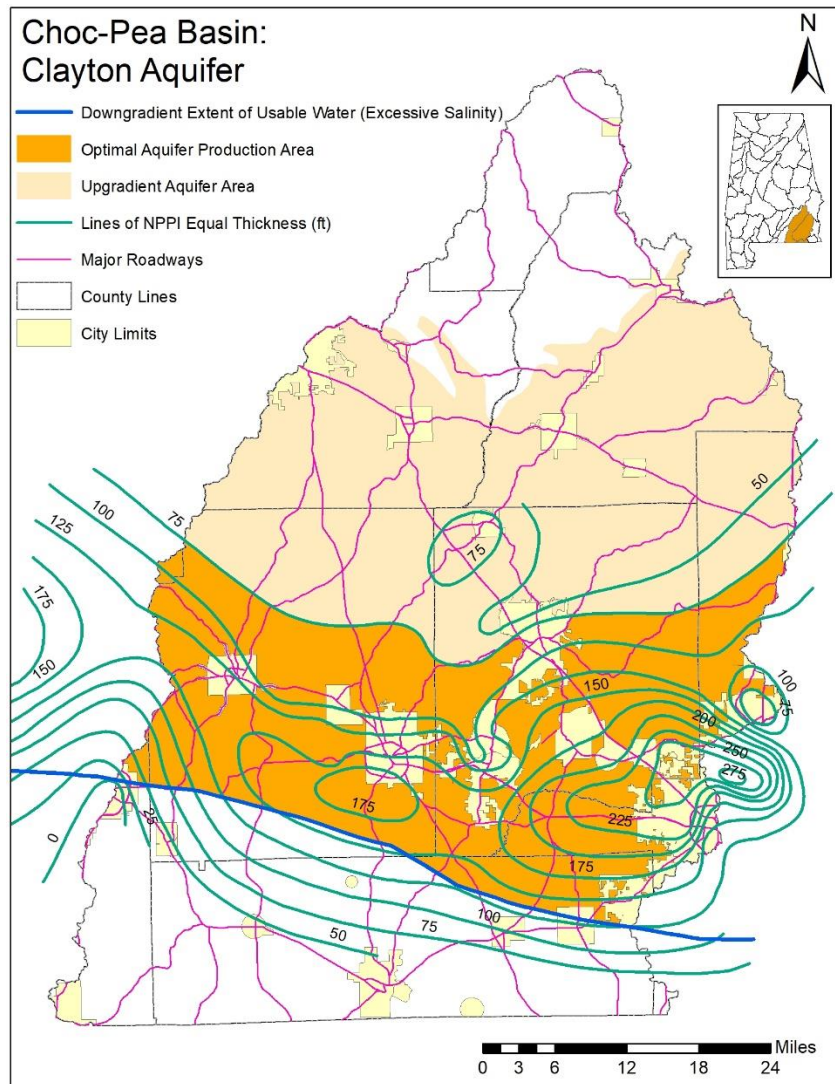 Choc-Pea Basin:
Clayton Aquifer
N
Downgradient Extent of Usable Water (Excessive Salinity)
Optimal Aquifer Production Area
Upgradient Aquifer Area
Lines of NPPI Equal Thickness (ft)
Major Roadways
County Lines
City Limits
50
75
100
125
75
175
150
150
100
75
200
250
275
175
225
25
0
175
100
75
50
Miles
0 3 6 12 18 24